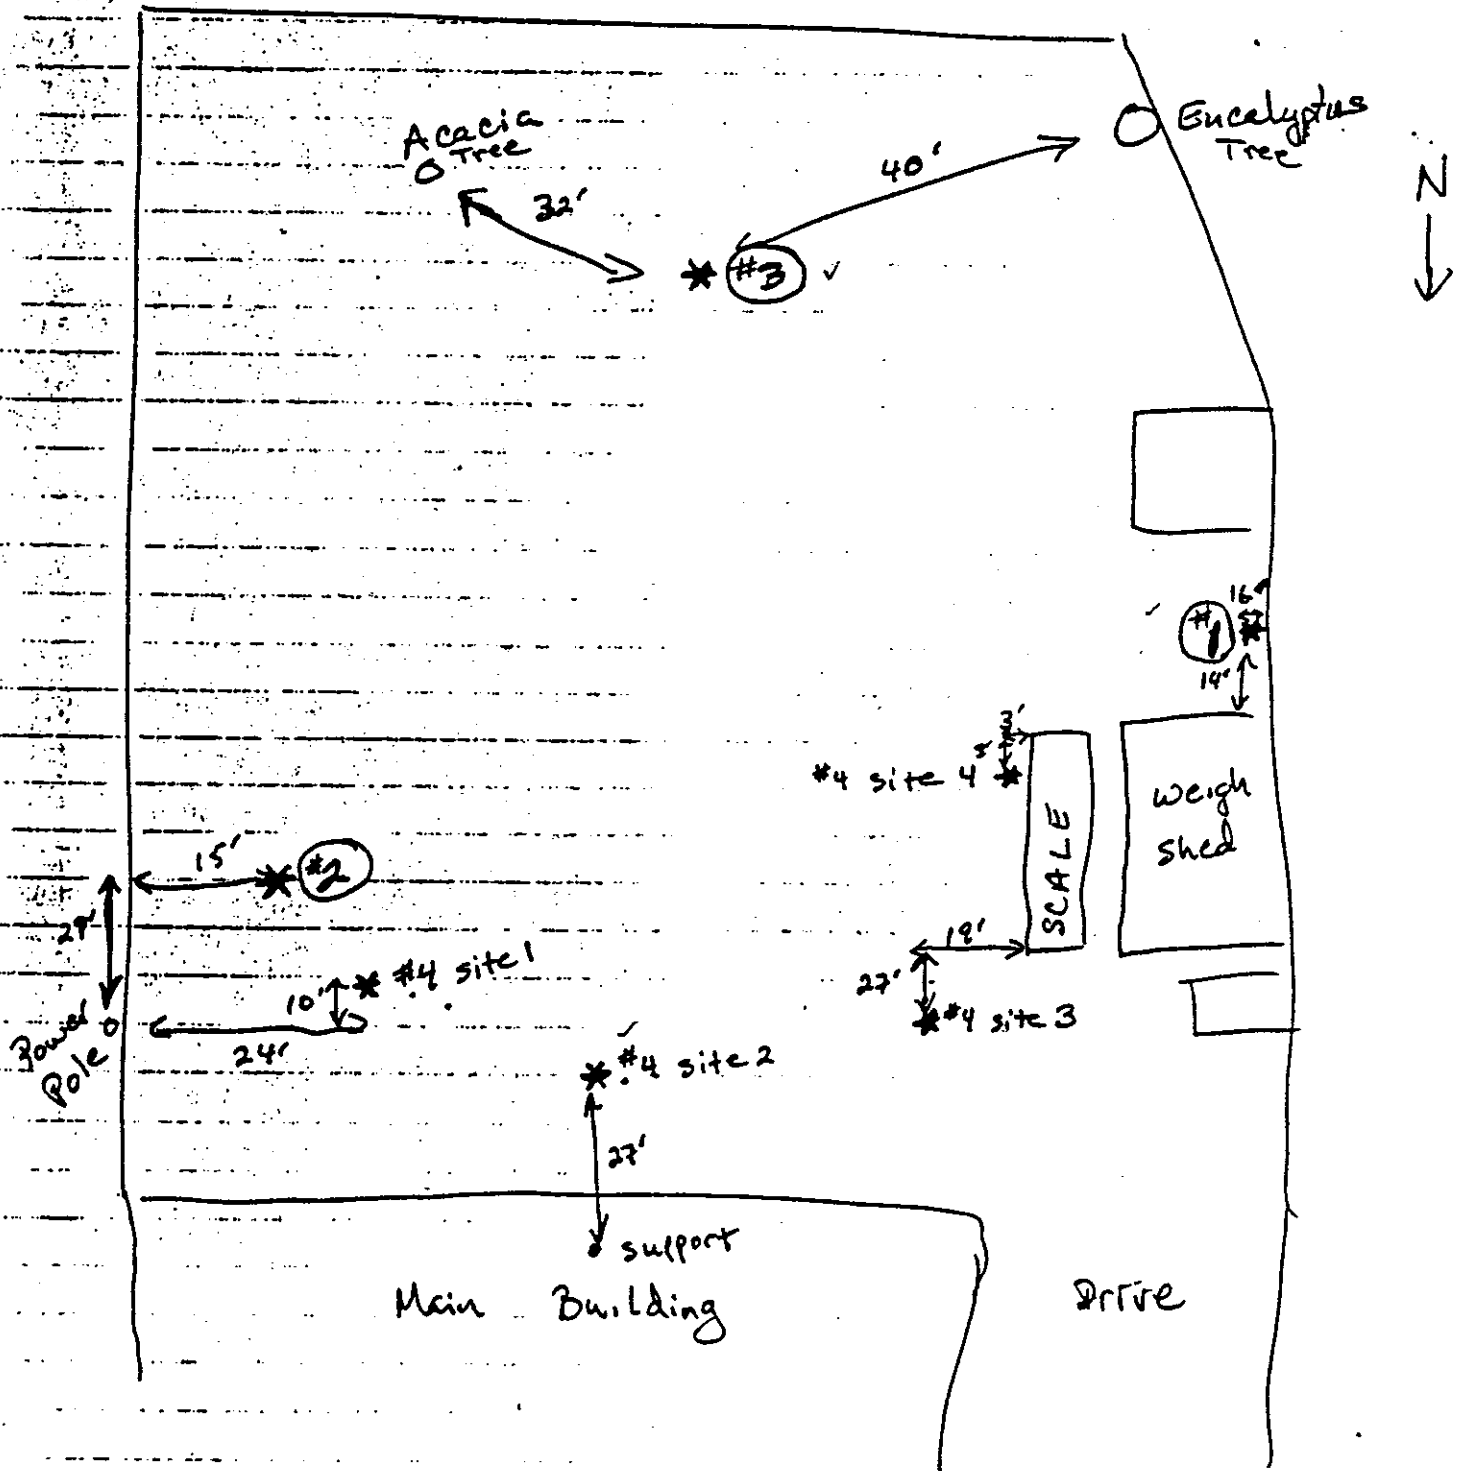 Acacia
Tree
Eucalyptus
Tree
40'
N
32'
#3
16'
#1
14'
3'
5'
#4 site 4
weigh
shed
SCALE
15'
#2
#4 site 1
10'
24'
Power
Pole
19'
27'
#4 site 3
#4 site 2
27'
support
Main Building
Drive